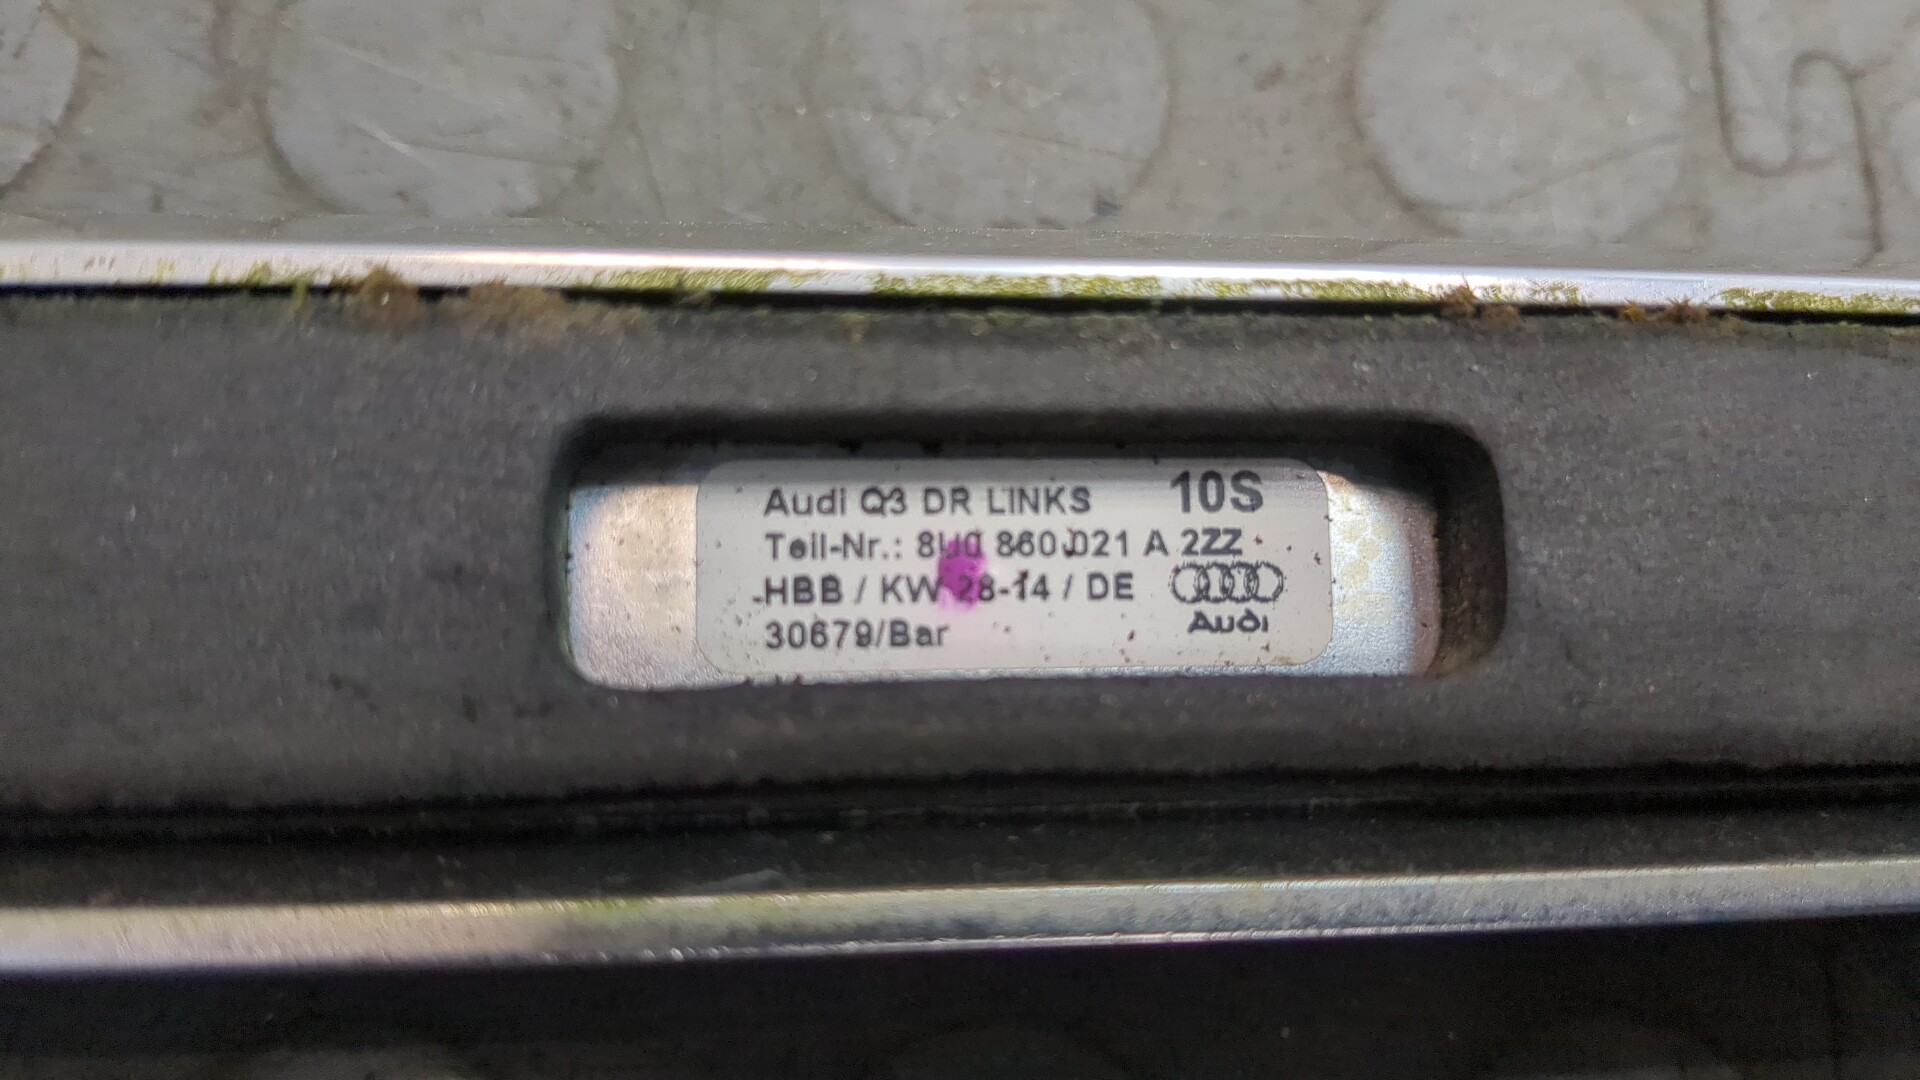 Audi Q3 DR LINKS 10S
Teil-Nr.: 8U0 860 021 A 2ZZ
HBB / KW 28-14 / DE
30679/Bar Audi